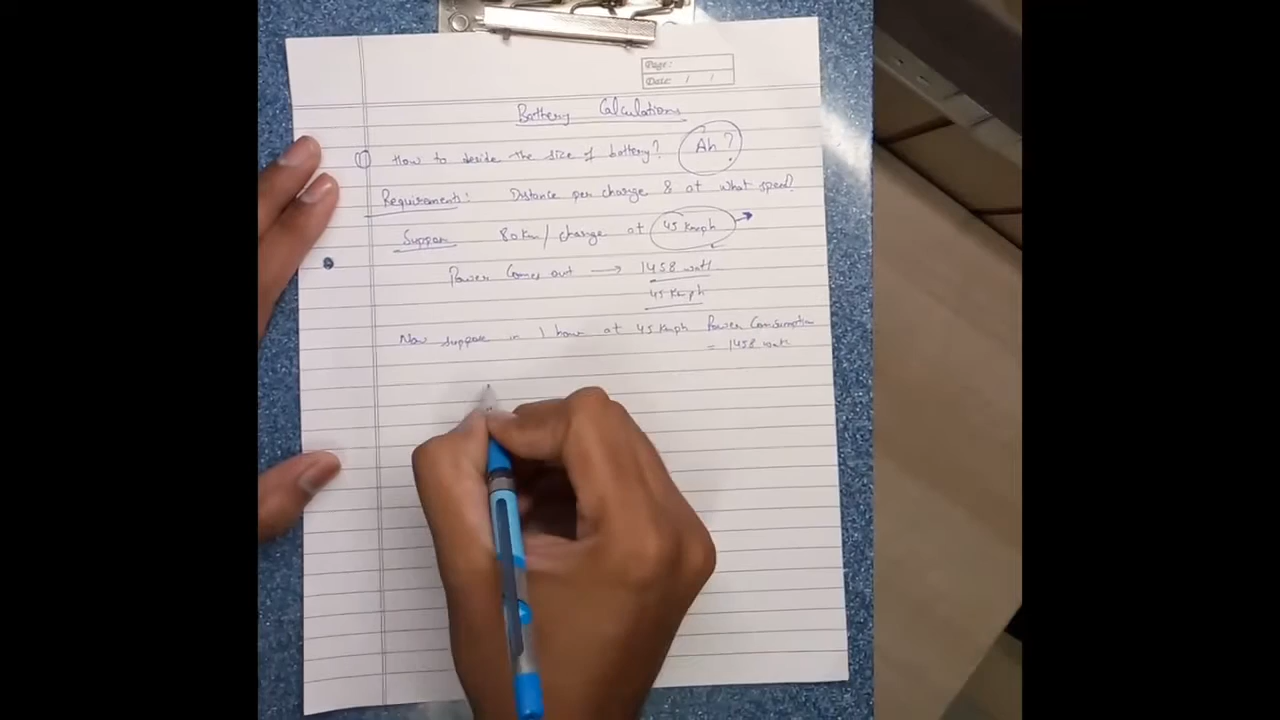 Page:
Date: / /
Battery Calculations
① How to deside the size of battery? Ah?
Requirements: Distance per charge & at what speed?
Suppose 80 Km/charge at 45 Kmph
Power Comes out → 1458 watt
45 Kmph
Now suppose in 1 hour at 45 Kmph Power Consumption
= 1458 watt